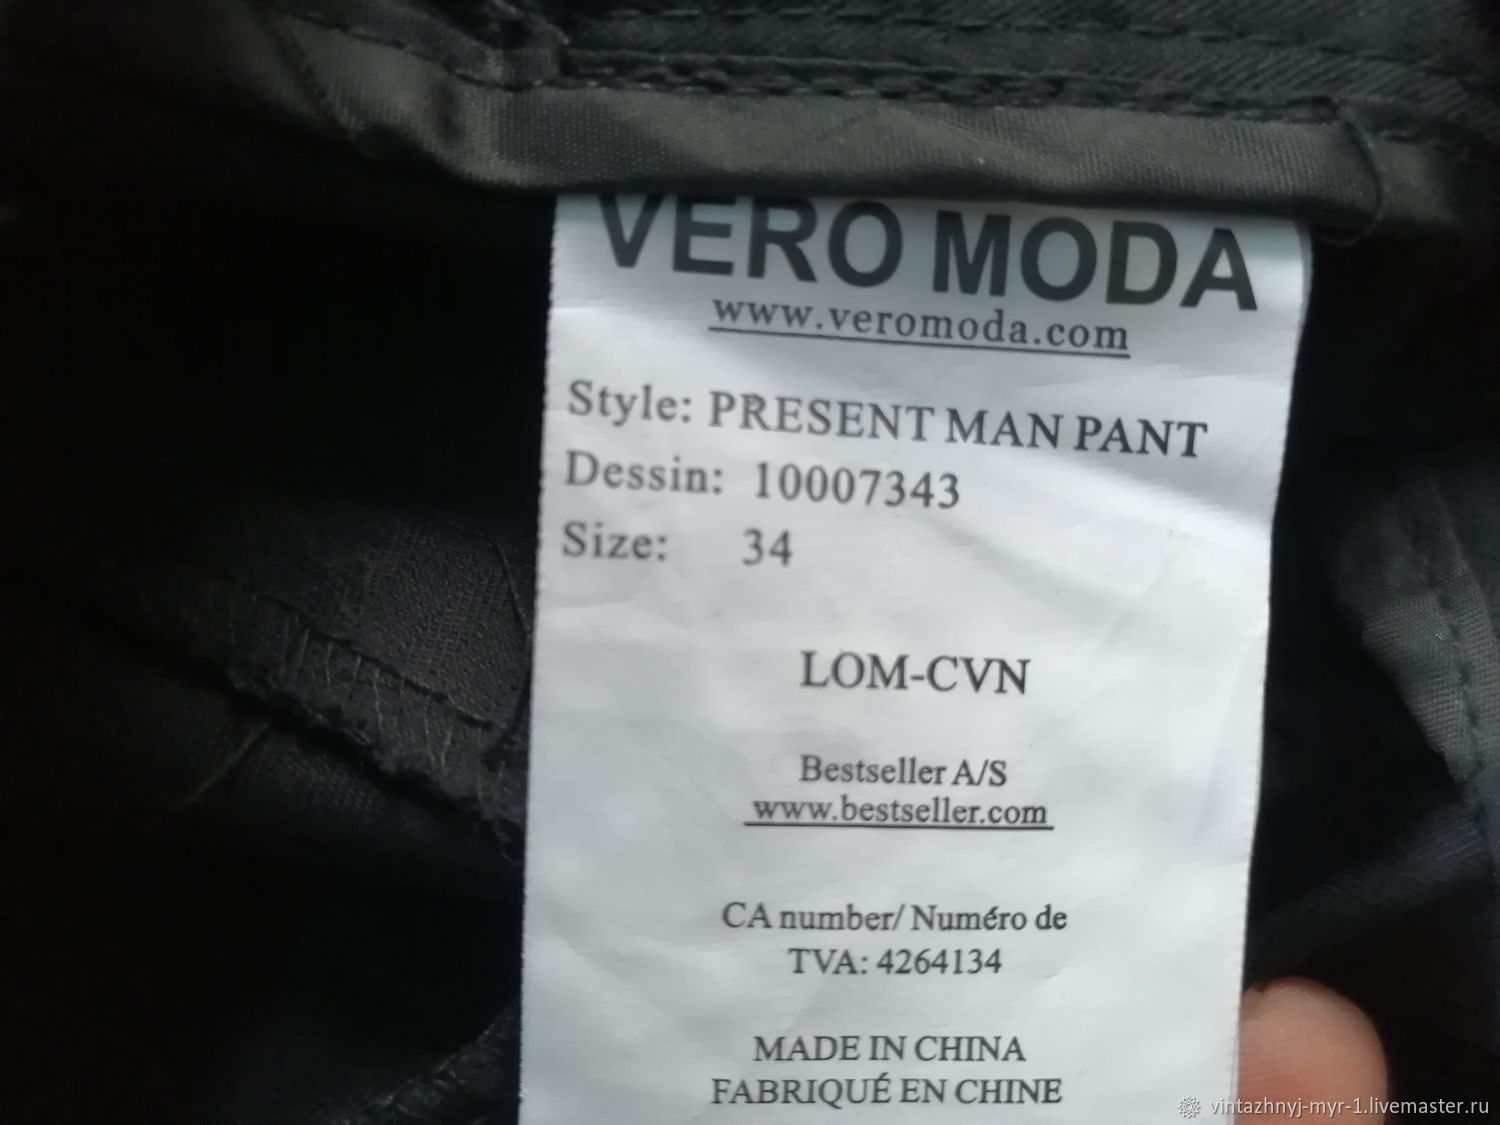 VERO MODA
www.veromoda.com
Style: PRESENT MAN PANT
Dessin: 10007343
Size: 34
LOM-CVN
Bestseller A/S
www.bestseller.com
CA number/ Numéro de
TVA: 4264134
MADE IN CHINA
FABRIQUÉ EN CHINE
vintazhnyj-myr-1.livemaster.ru